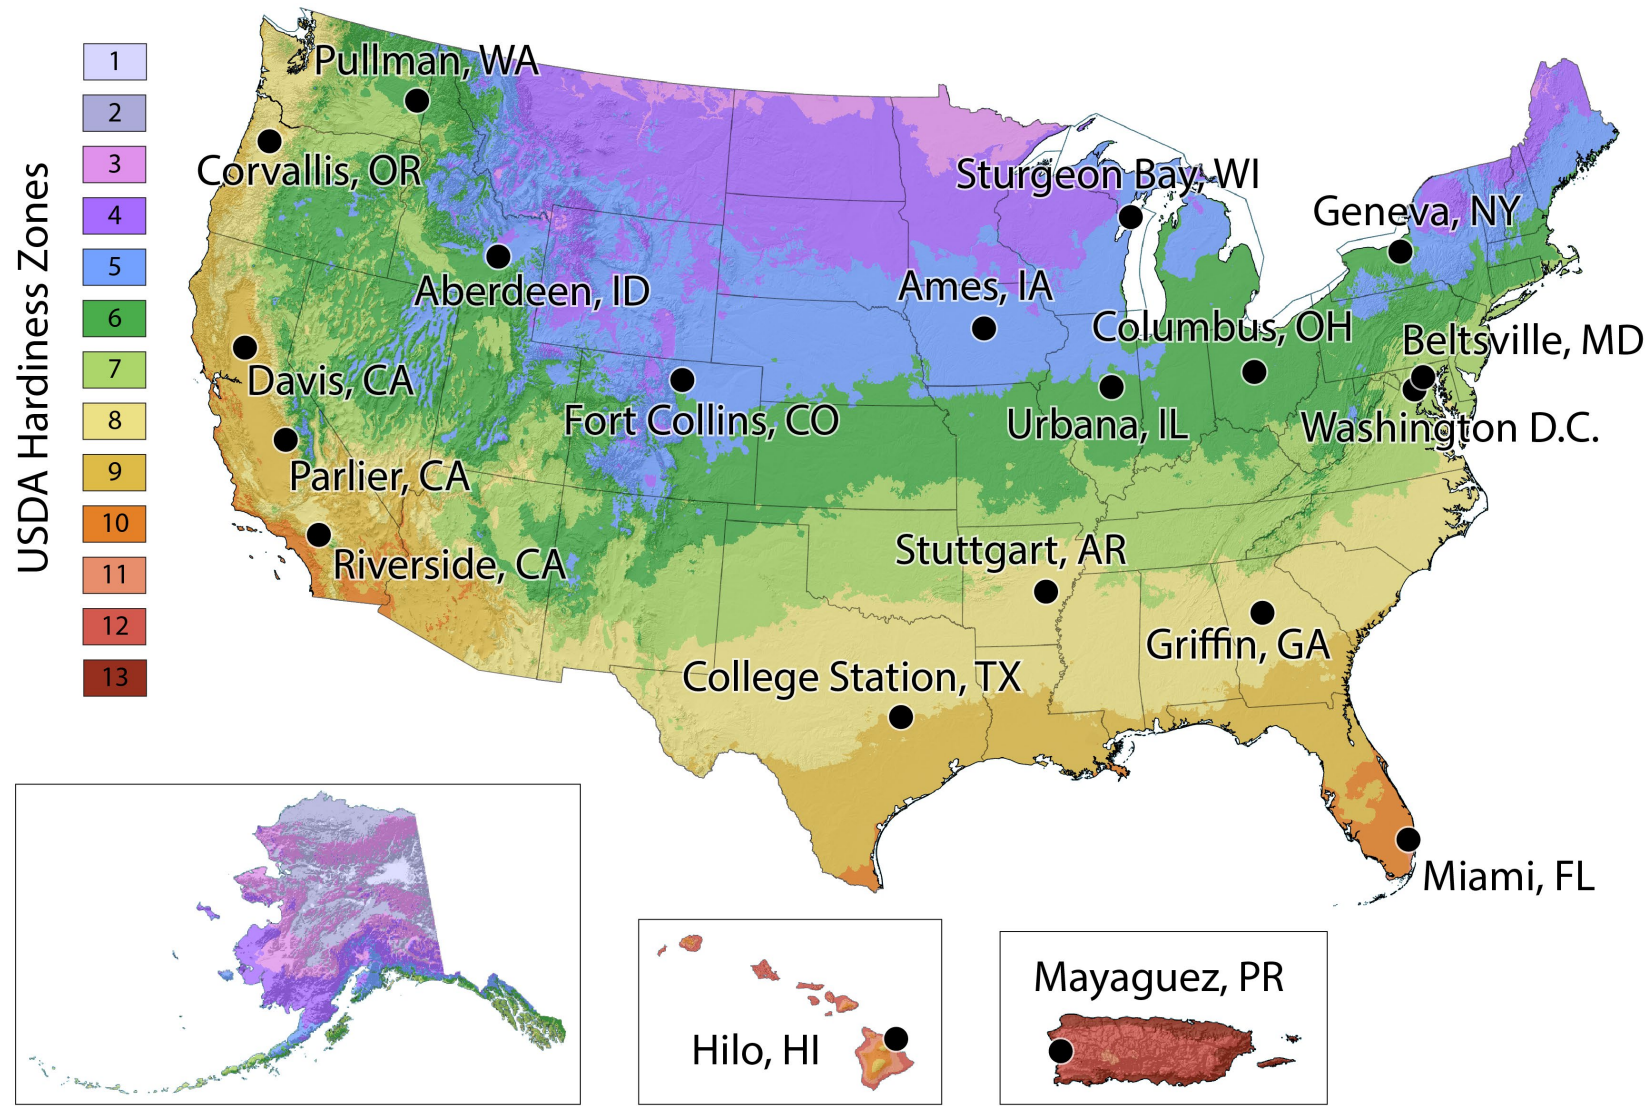 USDA Hardiness Zones
1
2
3
4
5
6
7
8
9
10
11
12
13
Pullman, WA
Corvallis, OR
Sturgeon Bay, WI
Geneva, NY
Aberdeen, ID
Ames, IA
Columbus, OH
Beltsville, MD
Davis, CA
Fort Collins, CO
Urbana, IL
Washington D.C.
Parlier, CA
Riverside, CA
Stuttgart, AR
Griffin, GA
College Station, TX
Miami, FL
Mayaguez, PR
Hilo, HI